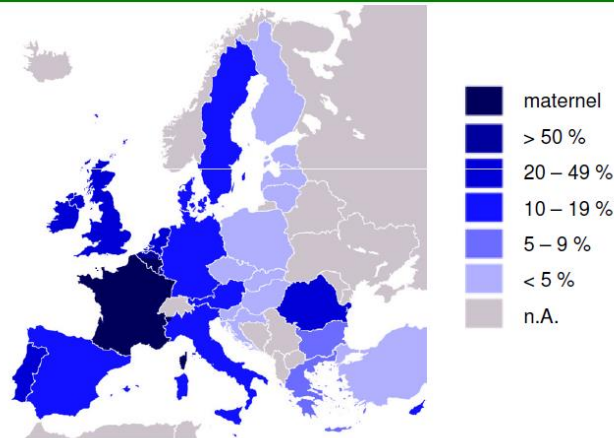 maternel
> 50 %
20 – 49 %
10 – 19 %
5 – 9 %
< 5 %
n.A.